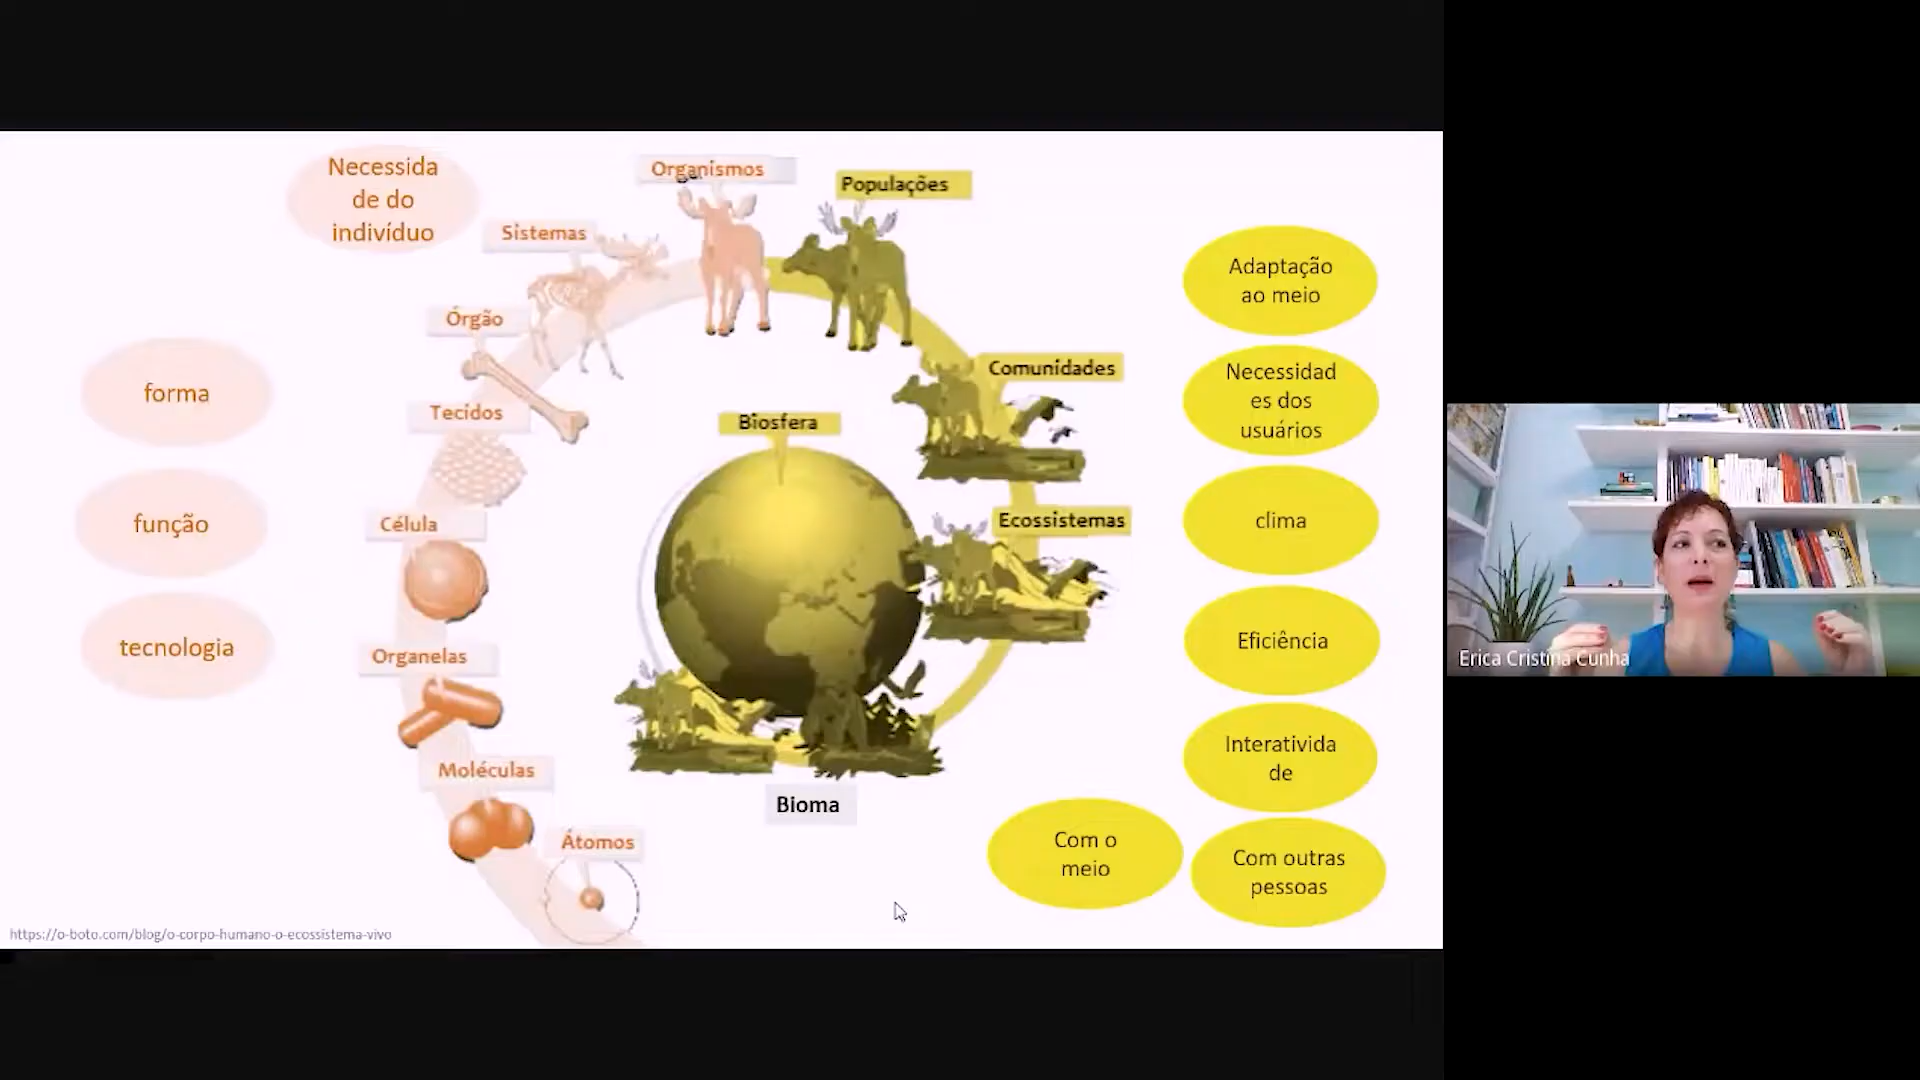 Necessida
de do
indivíduo
Organismos
Populações
Sistemas
Órgão
forma
Tecidos
Comunidades
Biosfera
Adaptação
ao meio
Necessidad
es dos
usuários
Célula
função
Ecossistemas
clima
Organelas
tecnologia
Eficiência
Moléculas
Bioma
Interativida
de
Átomos
Com o
meio
Com outras
pessoas
https://o-boto.com/blog/o-corpo-humano-o-ecossistema-vivo
Erica Cristina Cunha